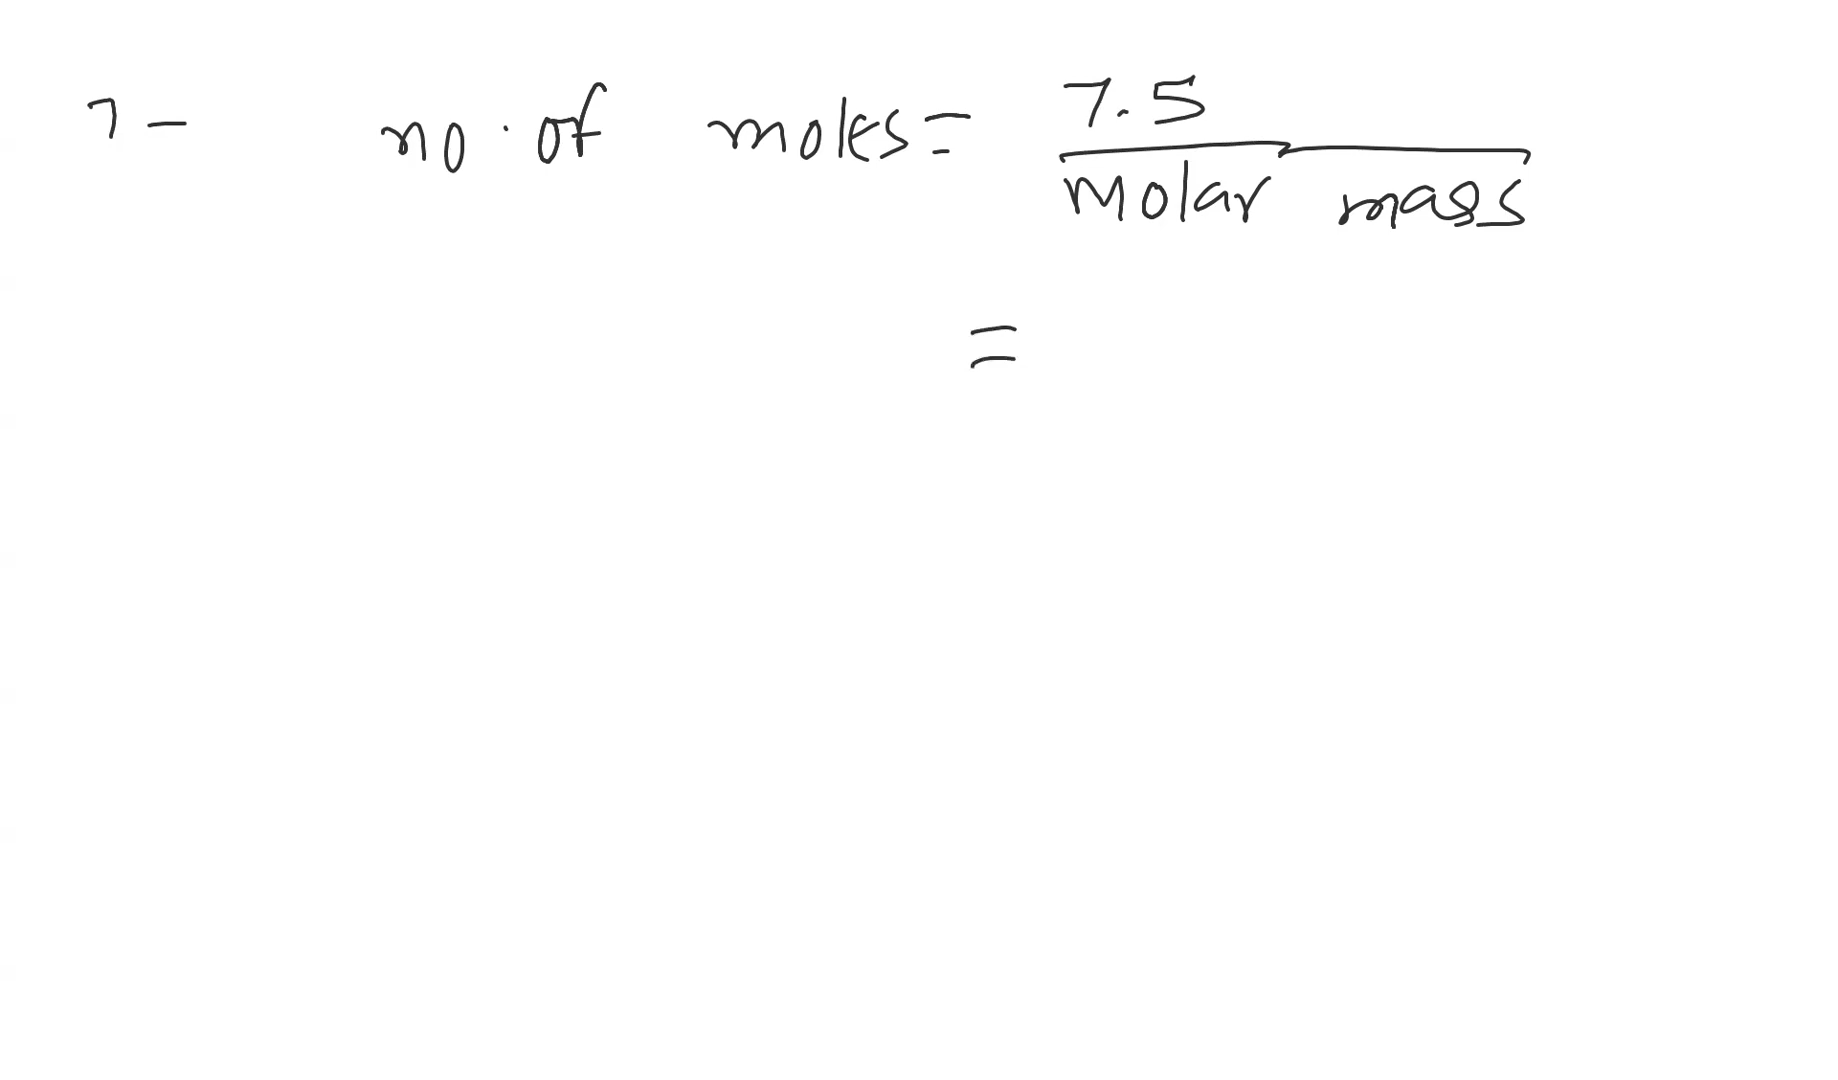 7 - no. of moles = 7.5 / Molar mass
=